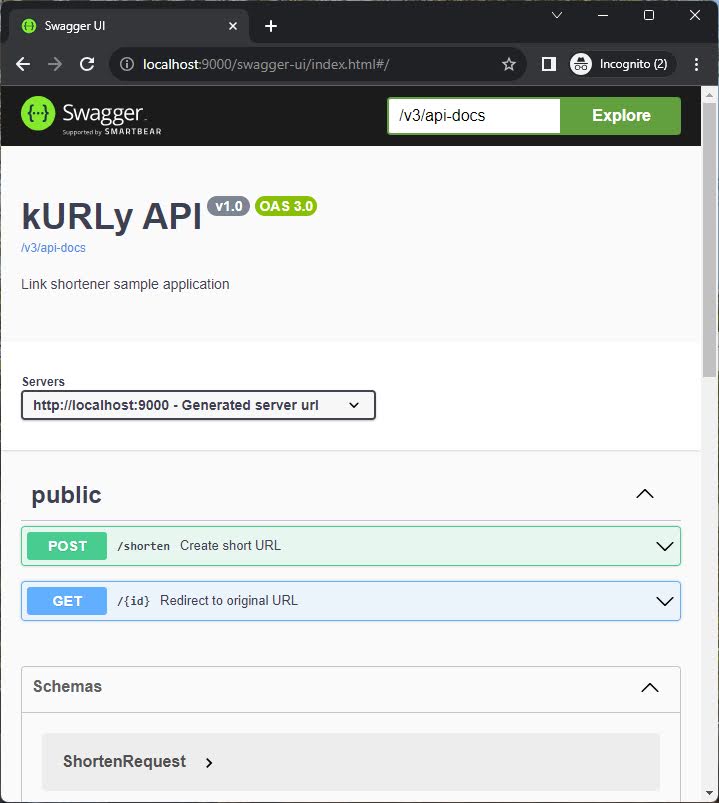 Swagger UI
localhost:9000/swagger-ui/index.html#/
Incognito (2)
{···} Swagger.
Supported by SMARTBEAR
/v3/api-docs
Explore
kURLy API v1.0 OAS 3.0
/v3/api-docs
Link shortener sample application
Servers
http://localhost:9000 - Generated server url
public
POST /shorten Create short URL
GET /{id} Redirect to original URL
Schemas
ShortenRequest